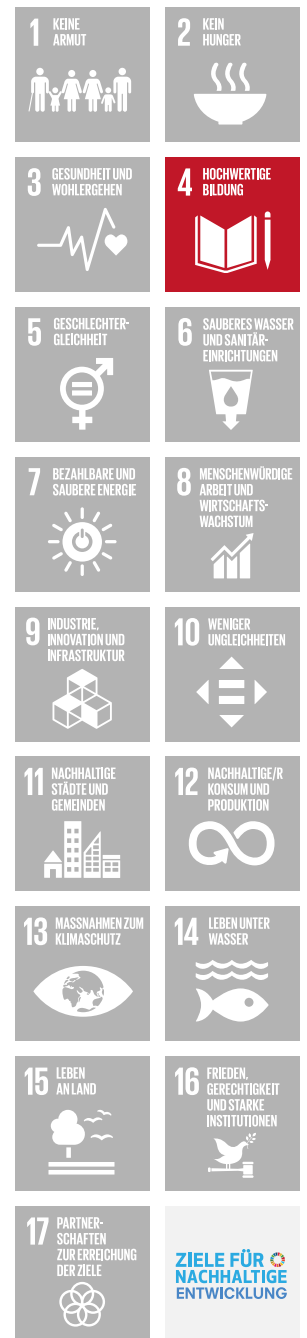 1 KEINE
ARMUT
2 KEIN
HUNGER
3 GESUNDHEIT UND
WOHLERGEHEN
4 HOCHWERTIGE
BILDUNG
5 GESCHLECHTER-
GLEICHHEIT
6 SAUBERES WASSER
UND SANITÄR-
EINRICHTUNGEN
7 BEZAHLBARE UND
SAUBERE ENERGIE
8 MENSCHENWÜRDIGE
ARBEIT UND
WIRTSCHAFTS-
WACHSTUM
9 INDUSTRIE,
INNOVATION UND
INFRASTRUKTUR
10 WENIGER
UNGLEICHHEITEN
11 NACHHALTIGE
STÄDTE UND
GEMEINDEN
12 NACHHALTIGE/R
KONSUM UND
PRODUKTION
13 MASSNAHMEN ZUM
KLIMASCHUTZ
14 LEBEN UNTER
WASSER
15 LEBEN
AN LAND
16 FRIEDEN,
GERECHTIGKEIT
UND STARKE
INSTITUTIONEN
17 PARTNER-
SCHAFTEN
ZUR ERREICHUNG
DER ZIELE
ZIELE FÜR
NACHHALTIGE
ENTWICKLUNG